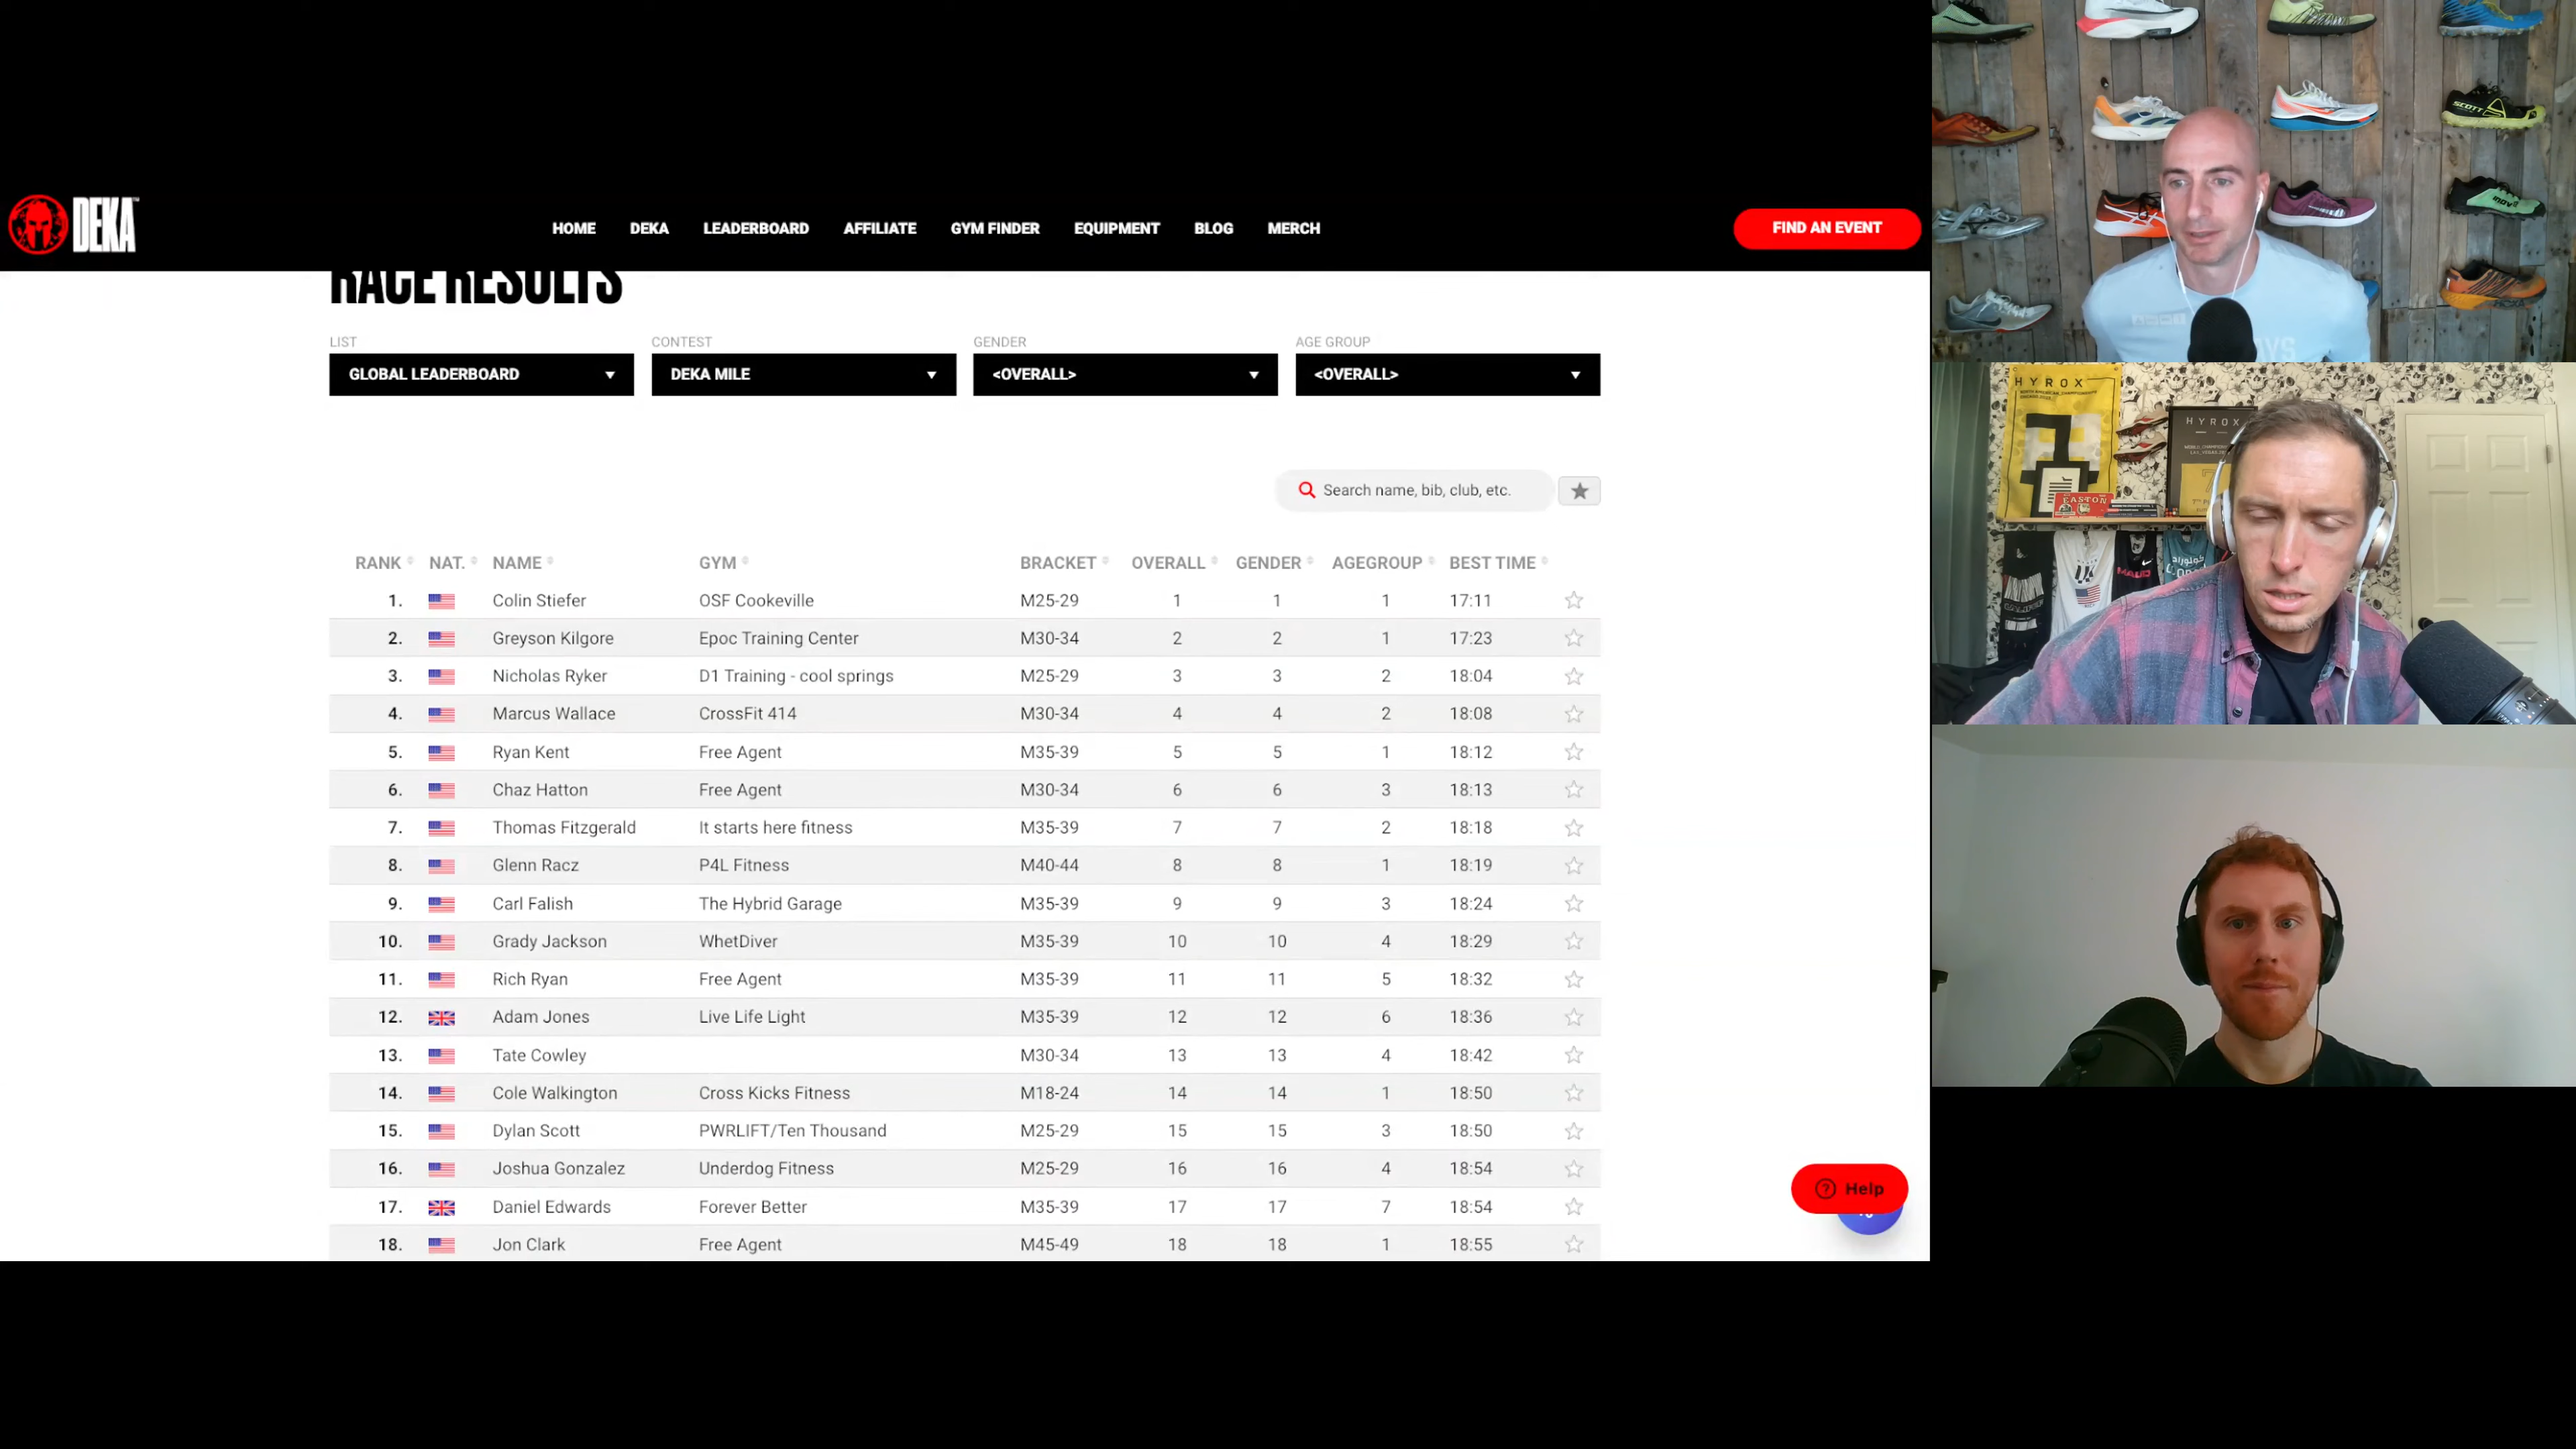 DEKA
HOME DEKA LEADERBOARD AFFILIATE GYM FINDER EQUIPMENT BLOG MERCH
FIND AN EVENT
RACE RESULTS
LIST CONTEST GENDER AGE GROUP
GLOBAL LEADERBOARD DEKA MILE <OVERALL> <OVERALL>
Search name, bib, club, etc.
RANK NAT. NAME GYM BRACKET OVERALL GENDER AGEGROUP BEST TIME
1. Colin Stiefer OSF Cookeville M25-29 1 1 1 17:11
2. Greyson Kilgore Epoc Training Center M30-34 2 2 1 17:23
3. Nicholas Ryker D1 Training - cool springs M25-29 3 3 2 18:04
4. Marcus Wallace CrossFit 414 M30-34 4 4 2 18:08
5. Ryan Kent Free Agent M35-39 5 5 1 18:12
6. Chaz Hatton Free Agent M30-34 6 6 3 18:13
7. Thomas Fitzgerald It starts here fitness M35-39 7 7 2 18:18
8. Glenn Racz P4L Fitness M40-44 8 8 1 18:19
9. Carl Falish The Hybrid Garage M35-39 9 9 3 18:24
10. Grady Jackson WhetDiver M35-39 10 10 4 18:29
11. Rich Ryan Free Agent M35-39 11 11 5 18:32
12. Adam Jones Live Life Light M35-39 12 12 6 18:36
13. Tate Cowley M30-34 13 13 4 18:42
14. Cole Walkington Cross Kicks Fitness M18-24 14 14 1 18:50
15. Dylan Scott PWRLIFT/Ten Thousand M25-29 15 15 3 18:50
16. Joshua Gonzalez Underdog Fitness M25-29 16 16 4 18:54
17. Daniel Edwards Forever Better M35-39 17 17 7 18:54
18. Jon Clark Free Agent M45-49 18 18 1 18:55
Help
SCOTT
HYROX
HYROX
EASTON